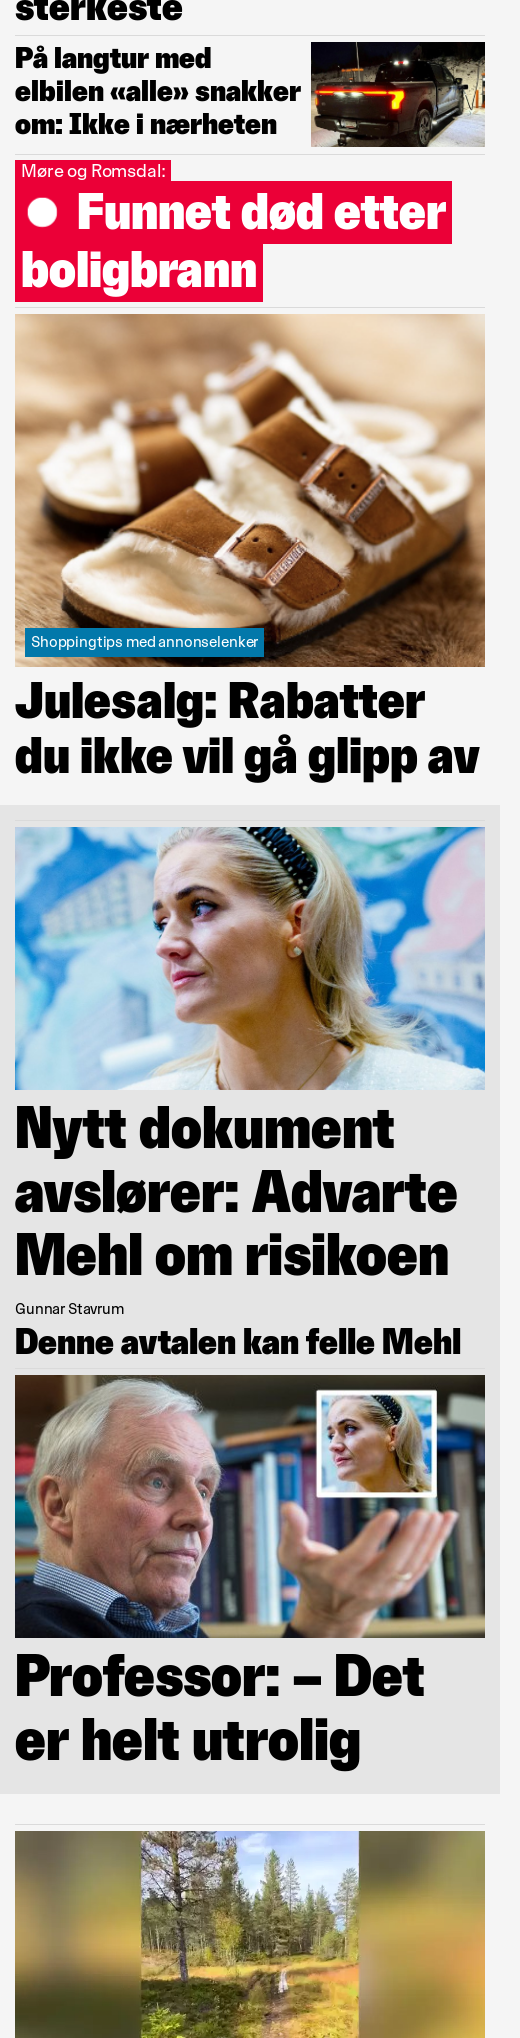 sterkeste
På langtur med
elbilen «alle» snakker
om: Ikke i nærheten
Møre og Romsdal:
Funnet død etter
boligbrann
BIRKENSTOCK
Shoppingtips med annonselenker
Julesalg: Rabatter
du ikke vil gå glipp av
Nytt dokument
avslører: Advarte
Mehl om risikoen
Gunnar Stavrum
Denne avtalen kan felle Mehl
Professor: – Det
er helt utrolig